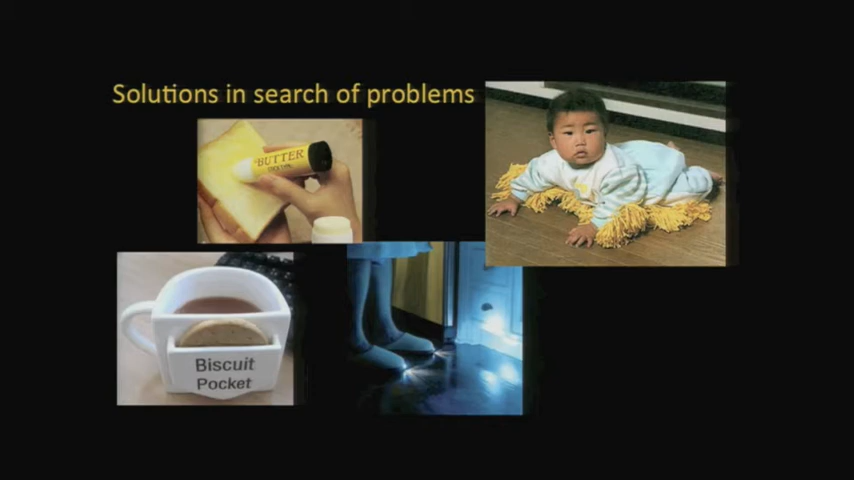 Solutions in search of problems
BUTTER
Biscuit
Pocket